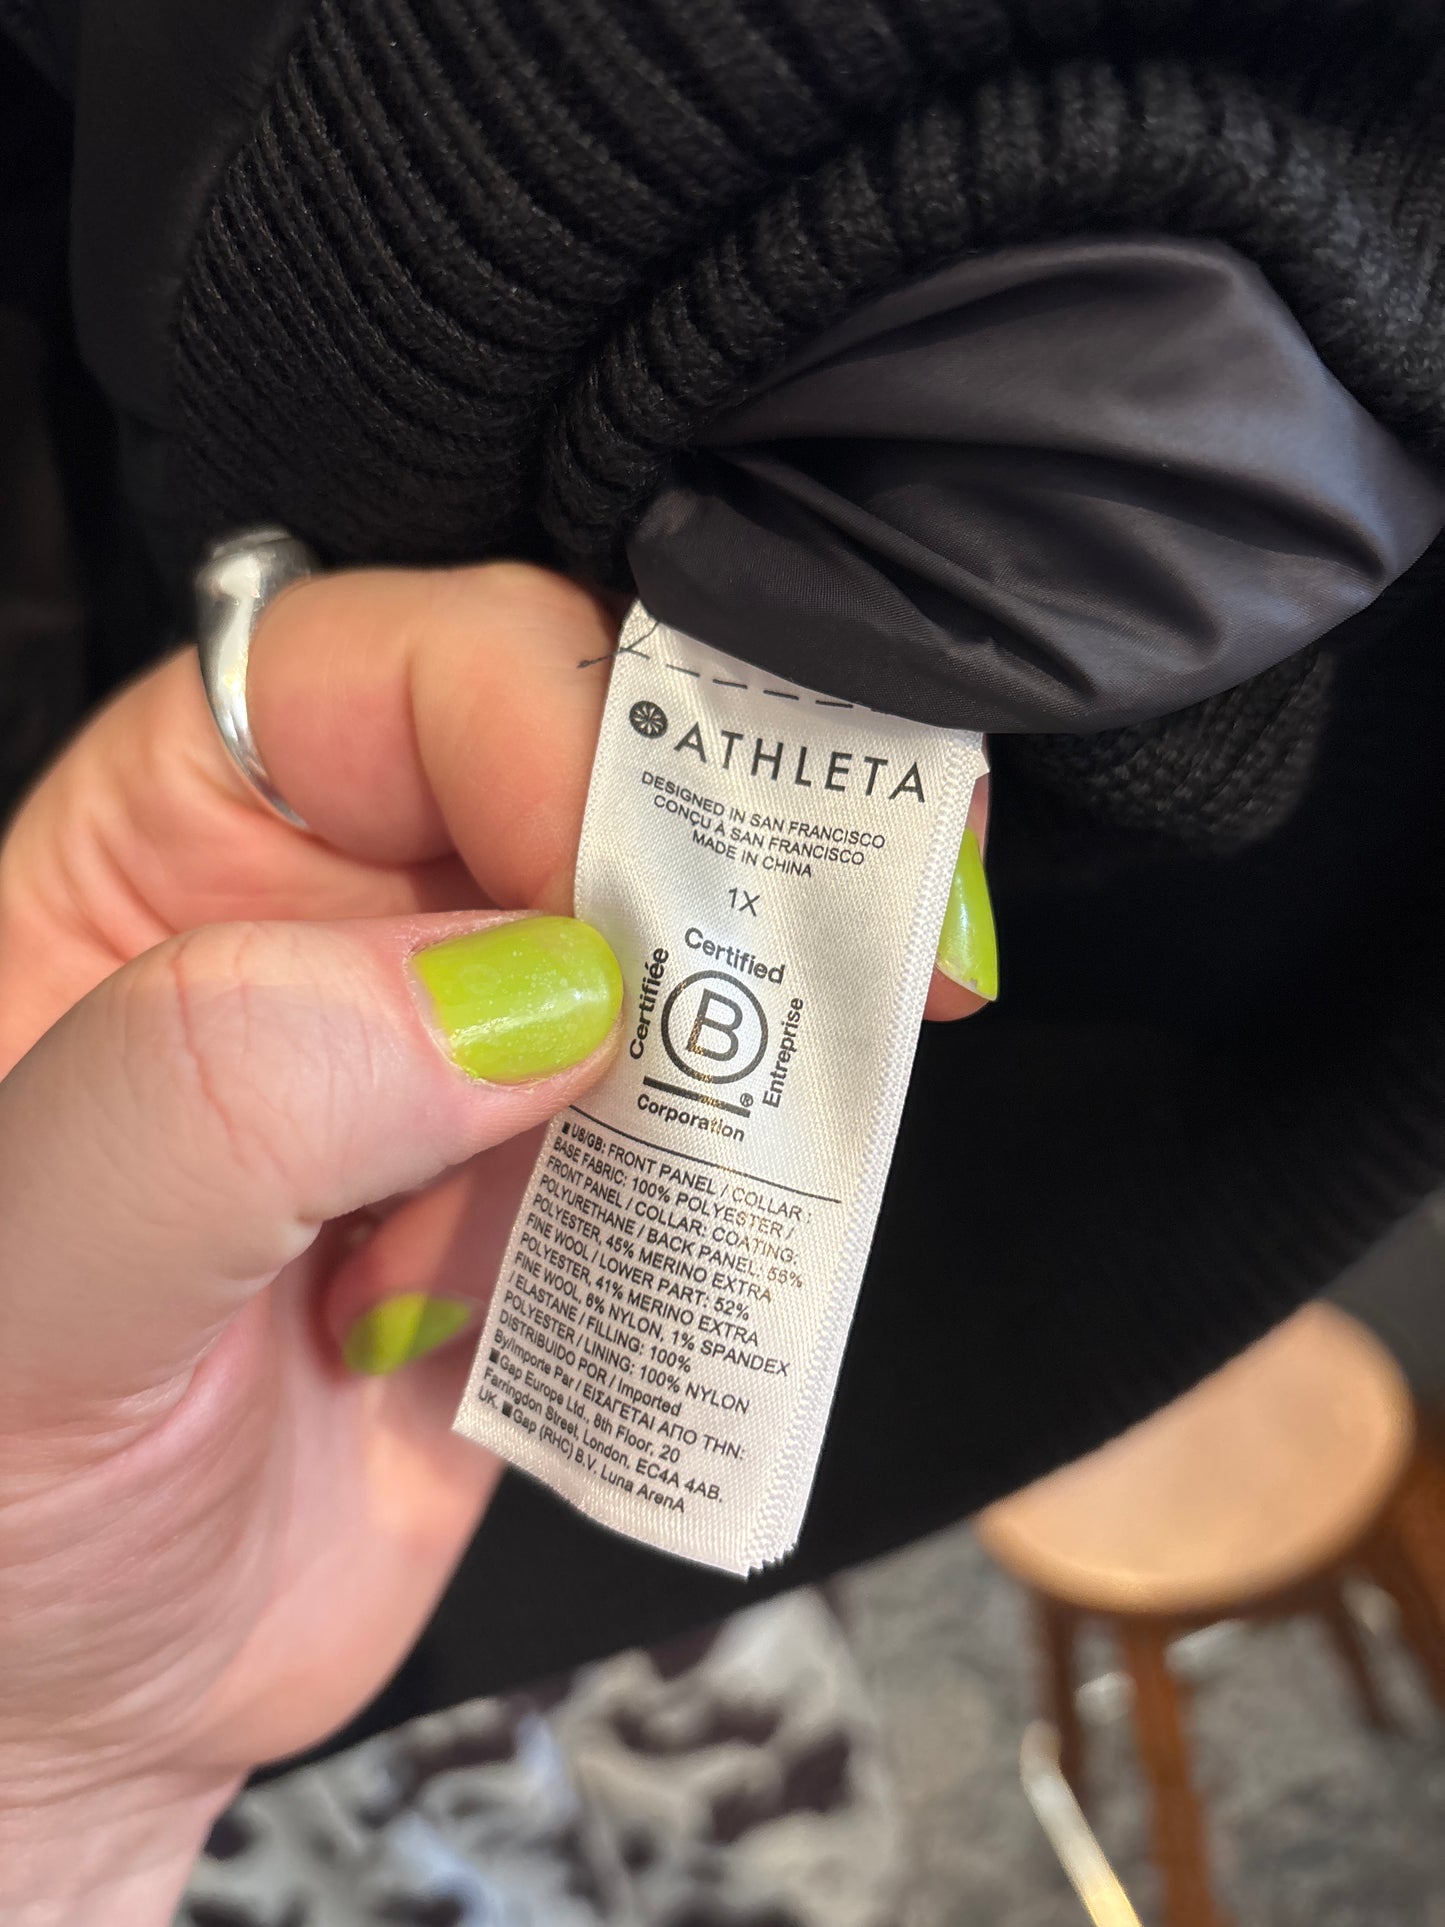 ATHLETA
DESIGNED IN SAN FRANCISCO
CONÇU À SAN FRANCISCO
MADE IN CHINA
1X
Certified
Certifiée
B
Entreprise
®
Corporation
■US/GB: FRONT PANEL / COLLAR :
BASE FABRIC: 100% POLYESTER /
FRONT PANEL / COLLAR: COATING:
POLYURETHANE / BACK PANEL: 55%
POLYESTER, 45% MERINO EXTRA
FINE WOOL / LOWER PART: 52%
POLYESTER, 41% MERINO EXTRA
FINE WOOL, 6% NYLON, 1% SPANDEX
/ ELASTANE / FILLING: 100%
POLYESTER / LINING: 100% NYLON
DISTRIBUIDO POR / Imported
By/Importe Par / ΕΙΣΑΓΕΤΑΙ ΑΠΟ ΤΗΝ:
■Gap Europe Ltd., 8th Floor, 20
Farringdon Street, London, EC4A 4AB,
UK. ■Gap (RHC) B.V. Luna ArenA